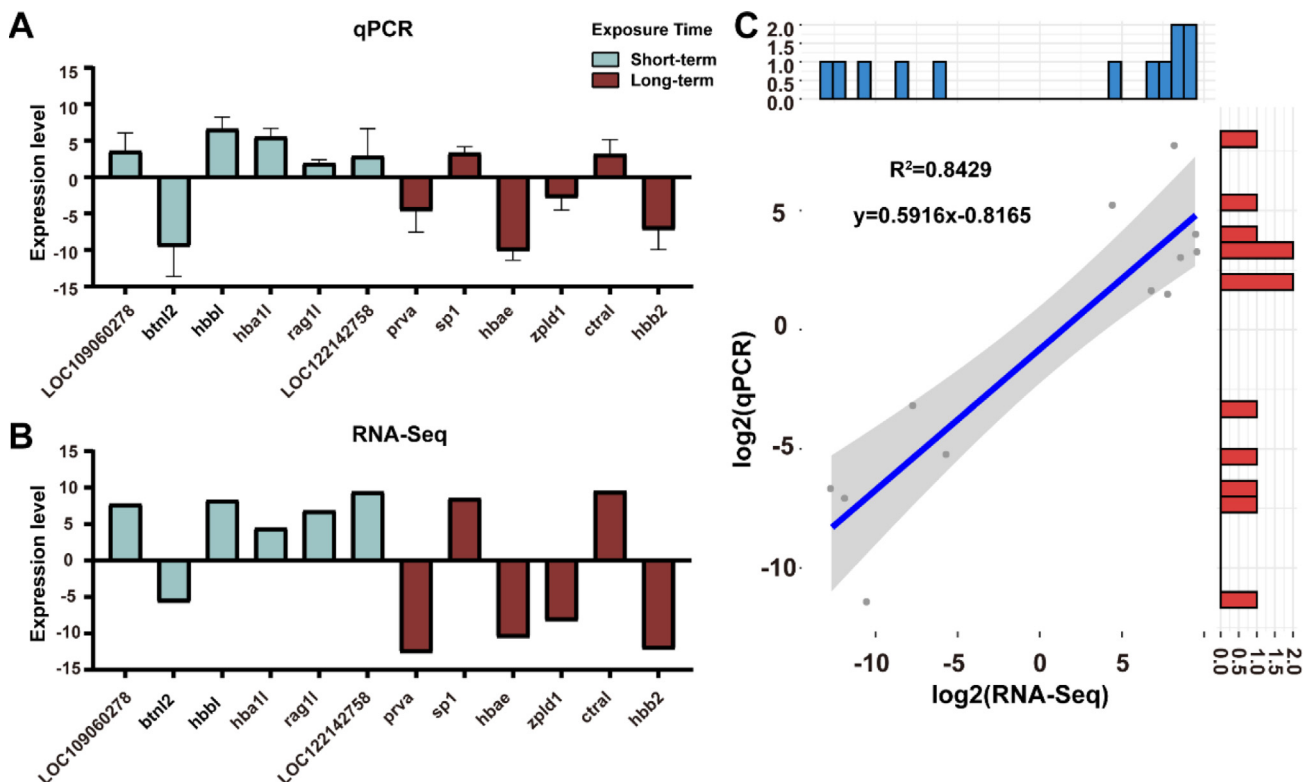 A
qPCR
Exposure Time
Short-term
Long-term
Expression level
15
10
5
0
-5
-10
-15
LOC109060278
btnl2
hbbl
hba1l
rag1l
LOC122142758
prva
sp1
hbae
zpld1
ctral
hbb2
B
RNA-Seq
Expression level
15
10
5
0
-5
-10
-15
LOC109060278
btnl2
hbbl
hba1l
rag1l
LOC122142758
prva
sp1
hbae
zpld1
ctral
hbb2
C
2.0
1.5
1.0
0.5
0.0
R²=0.8429
y=0.5916x-0.8165
log2(qPCR)
5
0
-5
-10
-10
-5
0
5
log2(RNA-Seq)
0.0
0.5
1.0
1.5
2.0